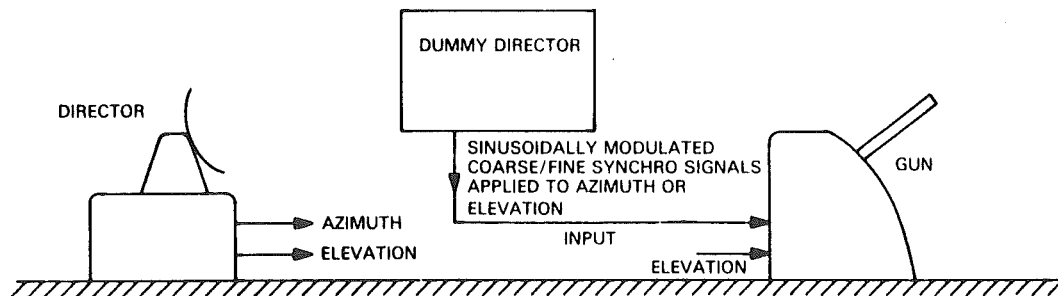 DUMMY DIRECTOR
DIRECTOR
SINUSOIDALLY MODULATED
COARSE/FINE SYNCHRO SIGNALS
APPLIED TO AZIMUTH OR
ELEVATION
GUN
AZIMUTH
INPUT
ELEVATION
ELEVATION